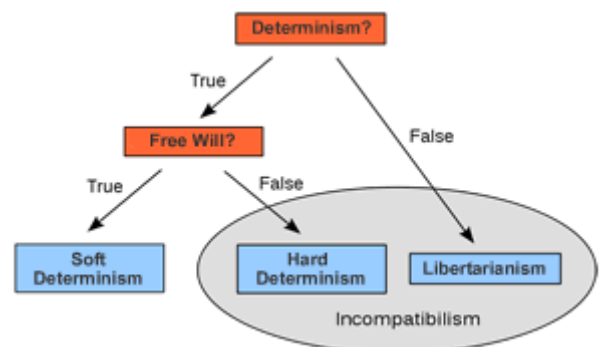 Determinism?
True
False
Free Will?
True
False
Soft
Determinism
Hard
Determinism
Libertarianism
Incompatibilism